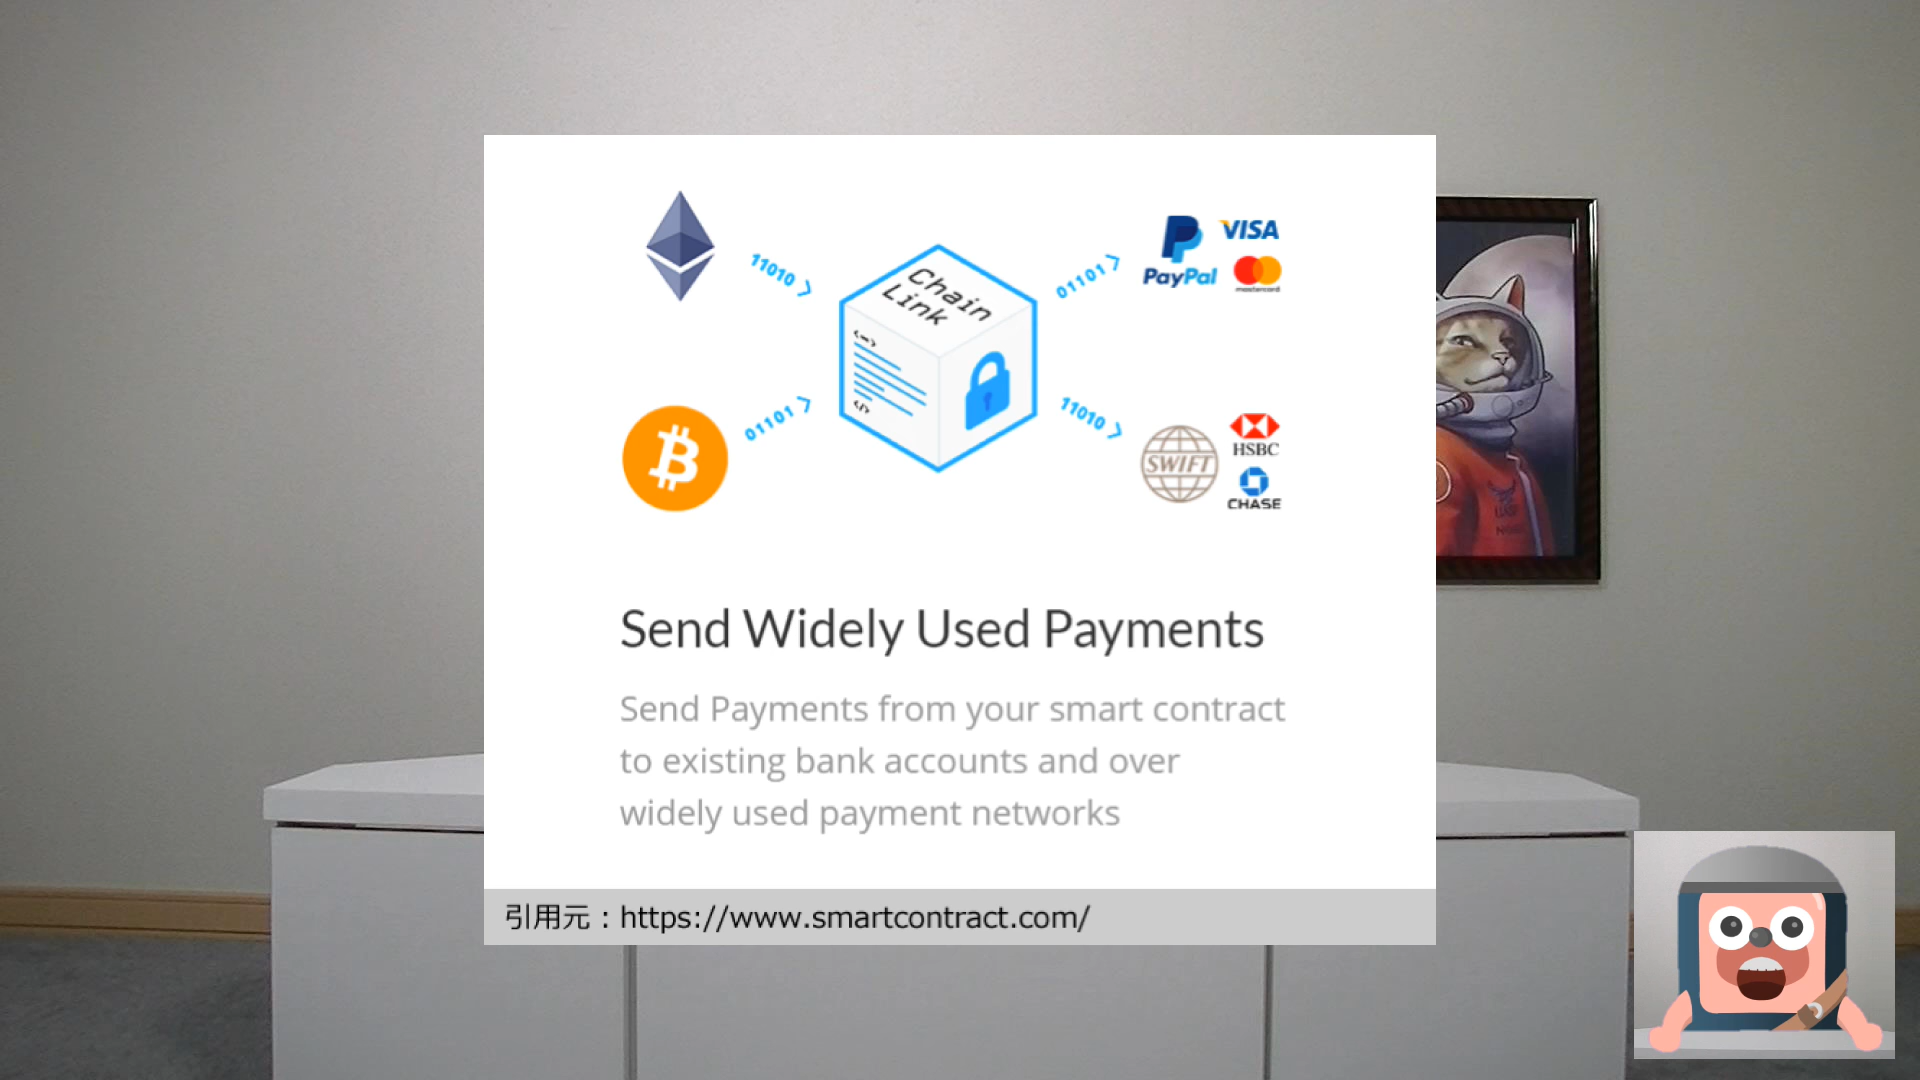 11010
Chain
Link
01101
PayPal
VISA
mastercard
01101
11010
SWIFT
HSBC
CHASE
Send Widely Used Payments
Send Payments from your smart contract
to existing bank accounts and over
widely used payment networks
引用元：https://www.smartcontract.com/